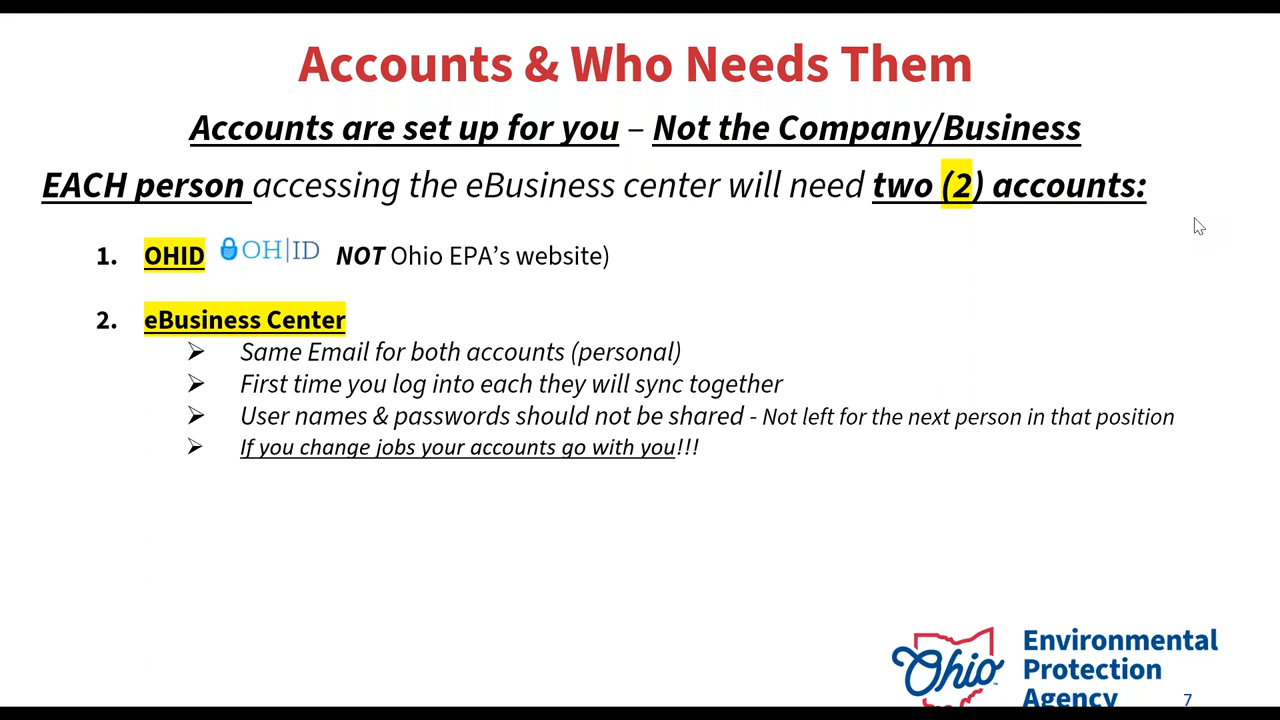 Accounts & Who Needs Them
Accounts are set up for you – Not the Company/Business
EACH person accessing the eBusiness center will need two (2) accounts:
1. OHID OH|ID NOT Ohio EPA’s website)
2. eBusiness Center
➢ Same Email for both accounts (personal)
➢ First time you log into each they will sync together
➢ User names & passwords should not be shared - Not left for the next person in that position
➢ If you change jobs your accounts go with you!!!
Ohio
Environmental
Protection
Agency
7